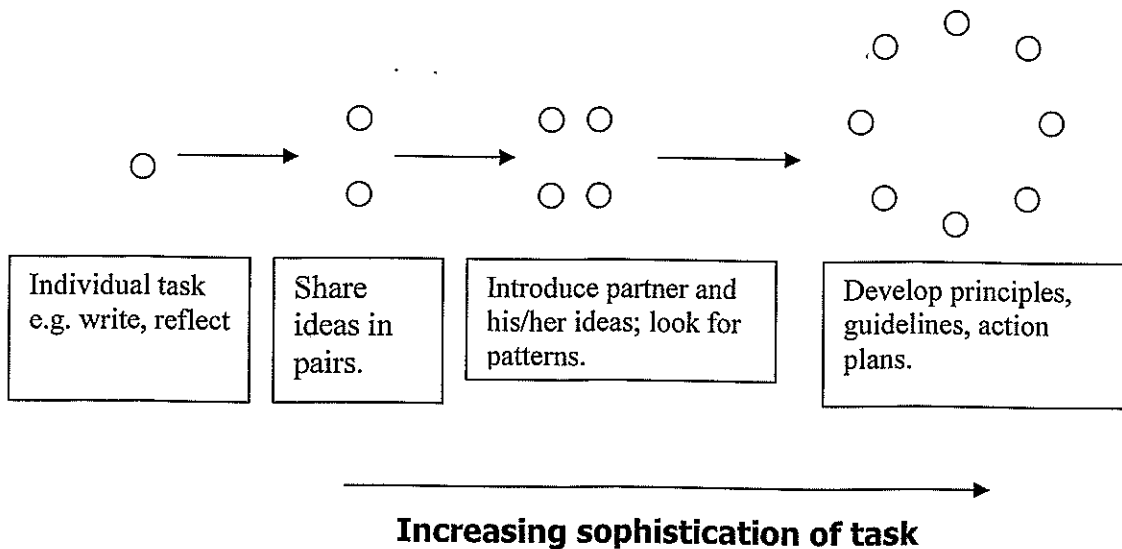 Individual task
e.g. write, reflect
Share
ideas in
pairs.
Introduce partner and
his/her ideas; look for
patterns.
Develop principles,
guidelines, action
plans.
Increasing sophistication of task